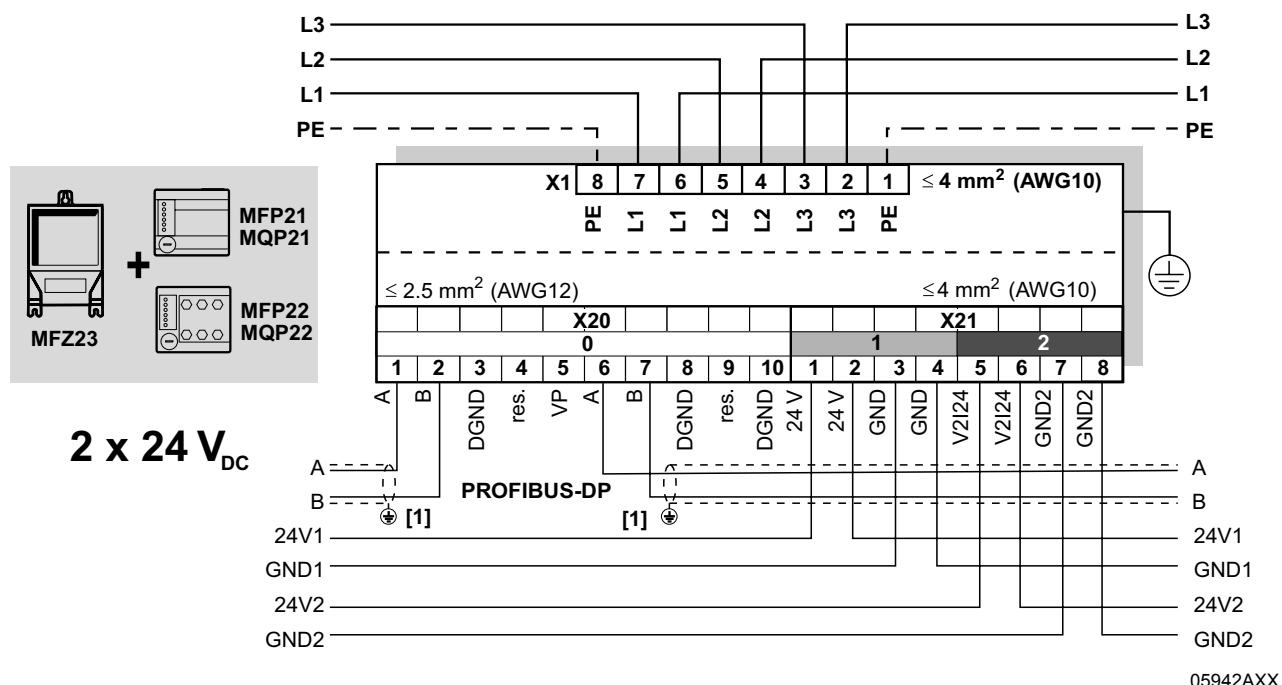 L3 L3
L2 L2
L1 L1
PE PE
X1 8 7 6 5 4 3 2 1 ≤ 4 mm² (AWG10)
PE L1 L1 L2 L2 L3 L3 PE
MFP21
MQP21
+
MFP22
MQP22
MFZ23
≤ 2.5 mm² (AWG12) ≤4 mm² (AWG10)
X20 X21
0 1 2
1 2 3 4 5 6 7 8 9 10 1 2 3 4 5 6 7 8
A B DGND res. VP A B DGND res. DGND 24 V 24 V GND GND V2I24 V2I24 GND2 GND2
2 x 24 VDC
A A
PROFIBUS-DP
B B
[1] [1]
24V1 24V1
GND1 GND1
24V2 24V2
GND2 GND2
05942AXX